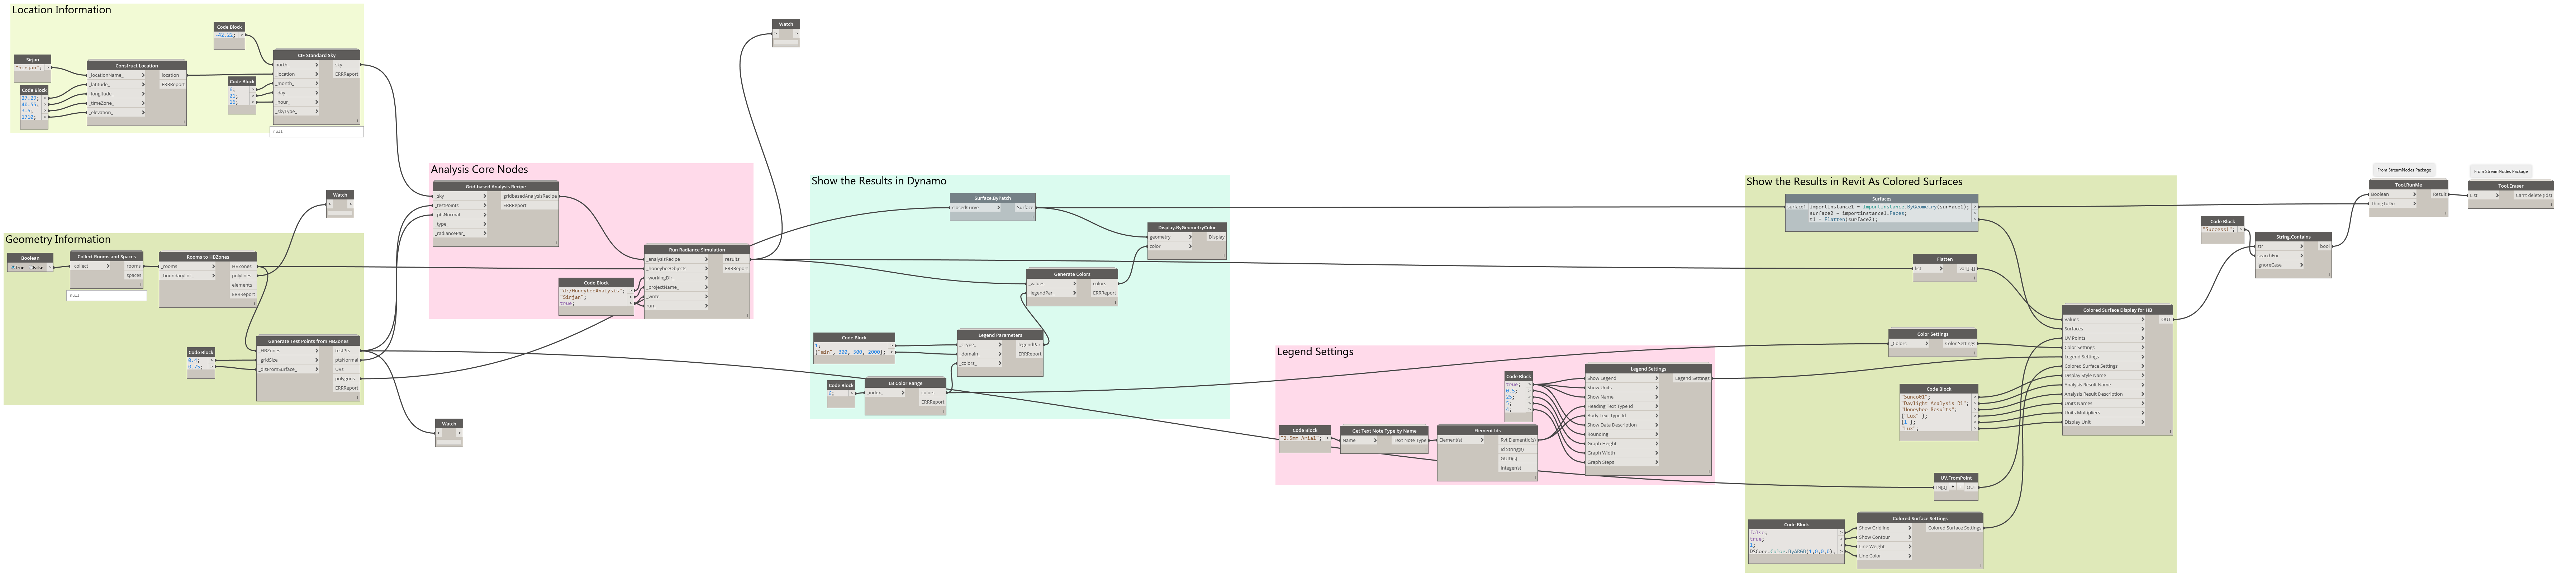 Location Information
Code Block
-42.22;
Sirjan
"Sirjan";
Code Block
27.29;
3.5;
1750;
Construct Location
_locationName_
_latitude_
_longitude_
_timeZone_
_elevation_
location
ERRReport
Code Block
6;
21;
16;
CIE Standard Sky
north_
_location
_month_
_day_
_hour_
_skyType_
sky
ERRReport
null
Watch
Geometry Information
Boolean
True False
Collect Rooms and Spaces
_collect
rooms
spaces
null
Rooms to HBZones
_rooms
_boundaryLoc_
HBZones
polylines
elements
ERRReport
Code Block
0.4;
0.75;
Generate Test Points from HBZones
_HBZones
_gridSize
_disFromSurface_
testPts
ptsNormal
UVs
polygons
ERRReport
Watch
Watch
Analysis Core Nodes
Grid-based Analysis Recipe
_sky
_testPoints
_ptsNormal
_type_
_radiancePar_
gridbasedAnalysisRecipe
ERRReport
Code Block
"d:/HoneybeeAnalysis";
"Sirjan";
true;
Run Radiance Simulation
_analysisRecipe
_honeybeeObjects
_workingDir_
_projectName_
_write
run_
results
ERRReport
Show the Results in Dynamo
Surface.ByPatch
closedCurve
Surface
Display.ByGeometryColor
geometry
color
Display
Generate Colors
_values
_legendPar_
colors
ERRReport
Code Block
1;
{"min", 300, 500, 2000};
Legend Parameters
_cType_
_domain_
_colors_
legendPar
ERRReport
Code Block
6;
LB Color Range
_index_
colors
ERRReport
Legend Settings
Code Block
true;
0.5;
25;
5;
4;
Code Block
"2.5mm Arial";
Get Text Note Type by Name
Name
Text Note Type
Element Ids
Element(s)
Rvt ElementId(s)
Id String(s)
GUID(s)
Integer(s)
Legend Settings
Show Legend
Show Units
Show Name
Heading Text Type Id
Body Text Type Id
Show Data Description
Rounding
Graph Height
Graph Width
Graph Steps
Legend Settings
Show the Results in Revit As Colored Surfaces
Surfaces
surface1
importinstance1 = ImportInstance.ByGeometry(surface1);
surface2 = importinstance1.Faces;
t1 = Flatten(surface2);
Flatten
list
var[]..[]
Color Settings
_Colors
Color Settings
Code Block
"Sunco01";
"Daylight Analysis R1";
"Honeybee Results";
{"Lux" };
{1 };
"Lux";
UV.FromPoint
IN[0]
+ - OUT
Code Block
false;
true;
1;
DSCore.Color.ByARGB(1,0,0,0);
Colored Surface Settings
Show Gridline
Show Contour
Line Weight
Line Color
Colored Surface Settings
Colored Surface Display for HB
Values
Surfaces
UV Points
Color Settings
Legend Settings
Colored Surface Settings
Display Style Name
Analysis Result Name
Analysis Result Description
Units Names
Units Multipliers
Display Unit
OUT
Code Block
"Success!";
String.Contains
str
searchFor
ignoreCase
bool
From StreamNodes Package
Tool.RunMe
Boolean
ThingToDo
Result
From StreamNodes Package
Tool.Eraser
List
Can't delete (ids)